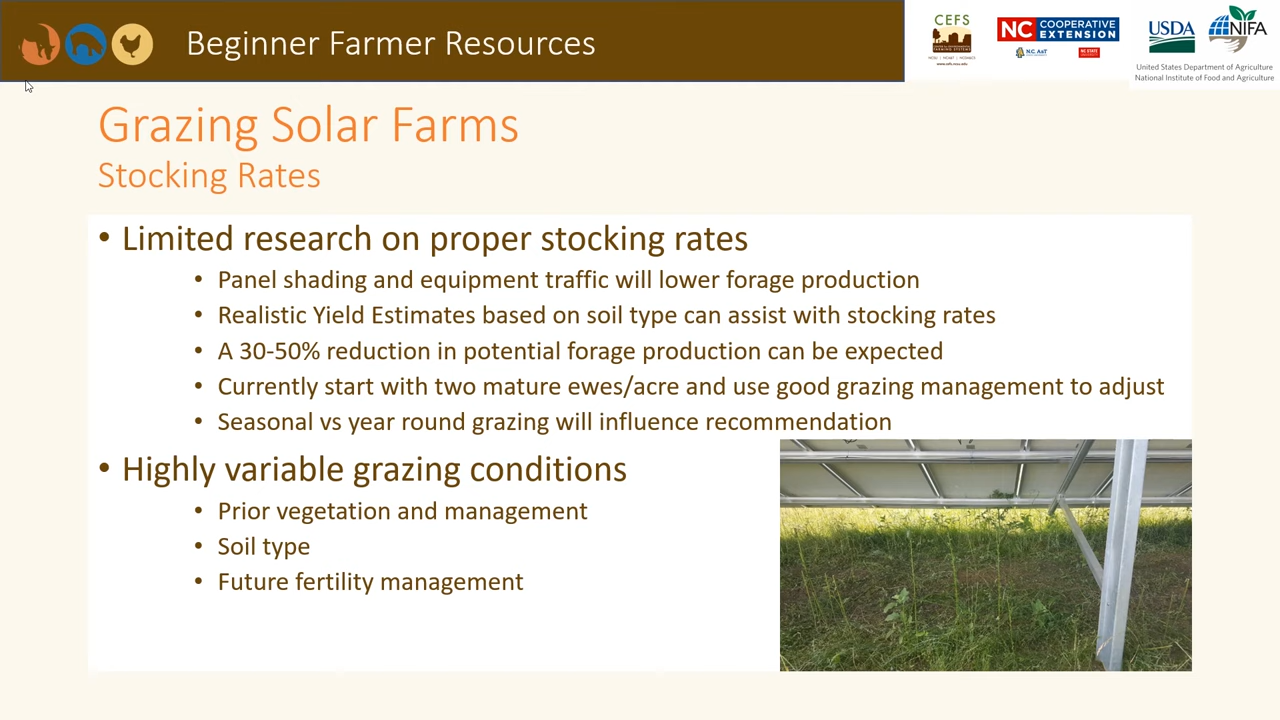 Beginner Farmer Resources
CEFS
NC COOPERATIVE EXTENSION
N.C. A&T
NC STATE
USDA
NIFA
United States Department of Agriculture
National Institute of Food and Agriculture
Grazing Solar Farms
Stocking Rates
• Limited research on proper stocking rates
• Panel shading and equipment traffic will lower forage production
• Realistic Yield Estimates based on soil type can assist with stocking rates
• A 30-50% reduction in potential forage production can be expected
• Currently start with two mature ewes/acre and use good grazing management to adjust
• Seasonal vs year round grazing will influence recommendation
• Highly variable grazing conditions
• Prior vegetation and management
• Soil type
• Future fertility management